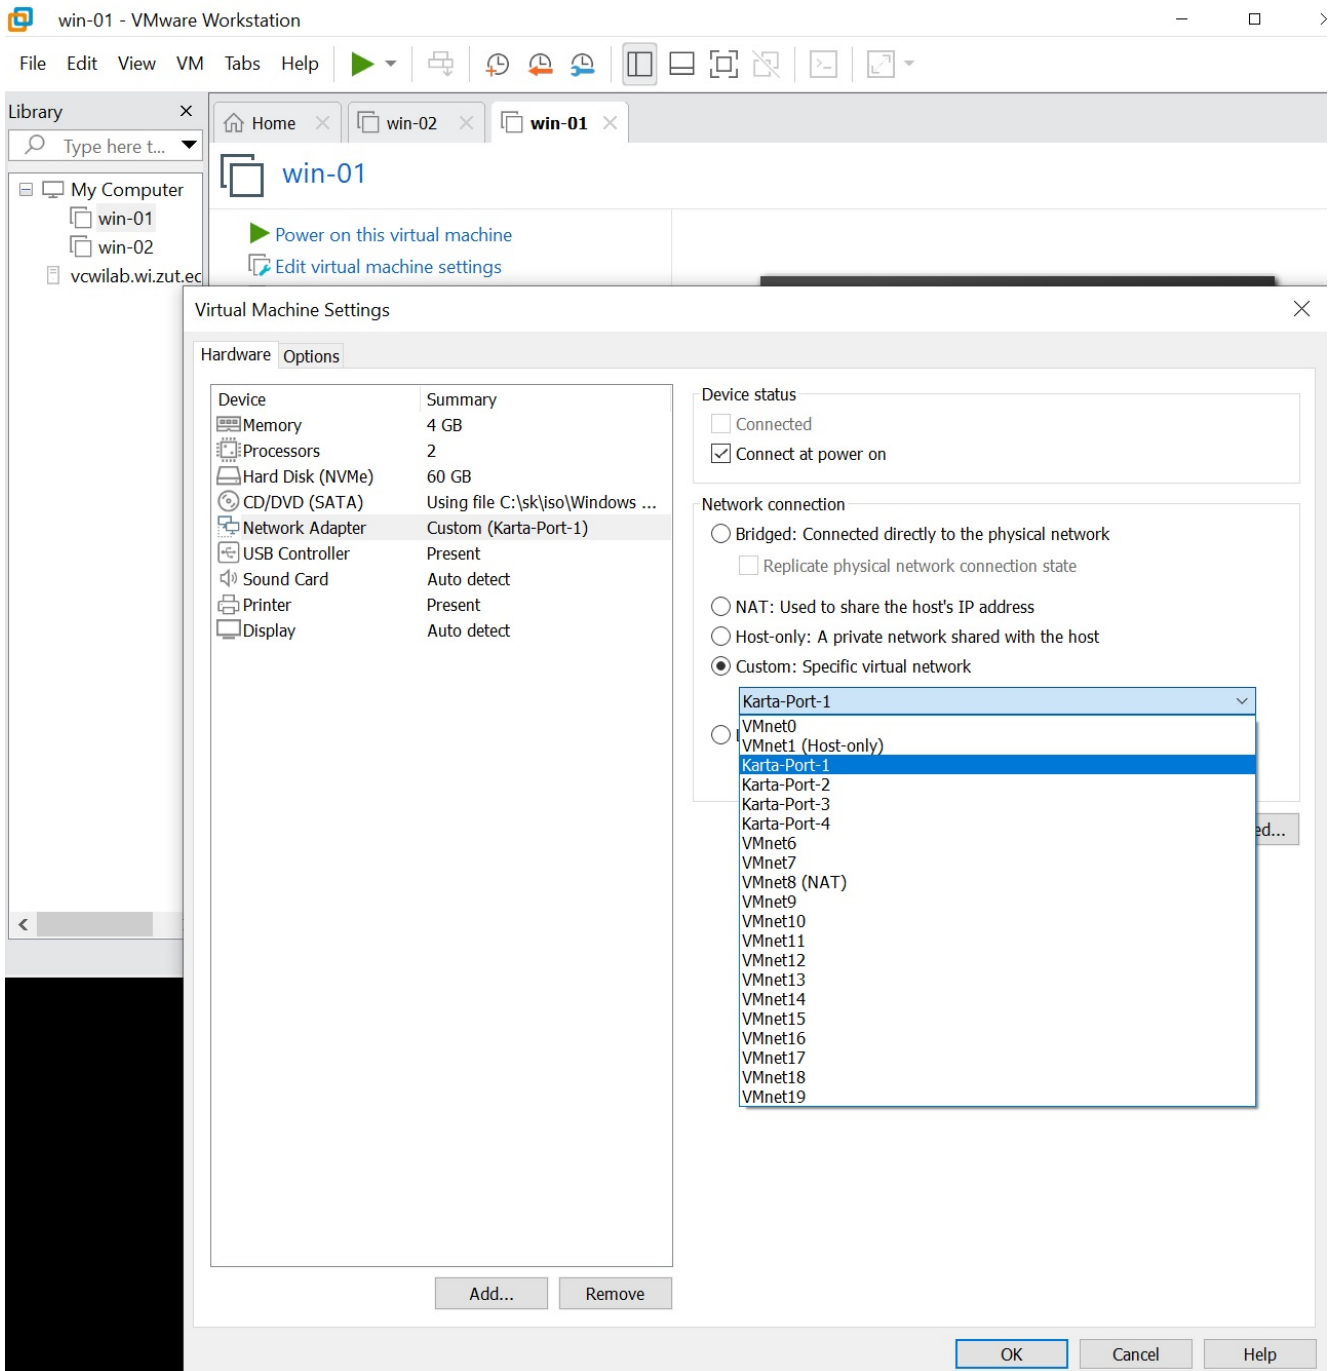 win-01 - VMware Workstation
File Edit View VM Tabs Help
Library
Home win-02 win-01
Type here t...
My Computer
win-01
win-02
vcwilab.wi.zut.ec
win-01
Power on this virtual machine
Edit virtual machine settings
Virtual Machine Settings
Hardware Options
Device Summary
Memory 4 GB
Processors 2
Hard Disk (NVMe) 60 GB
CD/DVD (SATA) Using file C:\sk\iso\Windows ...
Network Adapter Custom (Karta-Port-1)
USB Controller Present
Sound Card Auto detect
Printer Present
Display Auto detect
Device status
Connected
Connect at power on
Network connection
Bridged: Connected directly to the physical network
Replicate physical network connection state
NAT: Used to share the host's IP address
Host-only: A private network shared with the host
Custom: Specific virtual network
Karta-Port-1
VMnet0
VMnet1 (Host-only)
Karta-Port-1
Karta-Port-2
Karta-Port-3
Karta-Port-4
VMnet6
VMnet7
VMnet8 (NAT)
VMnet9
VMnet10
VMnet11
VMnet12
VMnet13
VMnet14
VMnet15
VMnet16
VMnet17
VMnet18
VMnet19
ed...
Add... Remove
OK Cancel Help